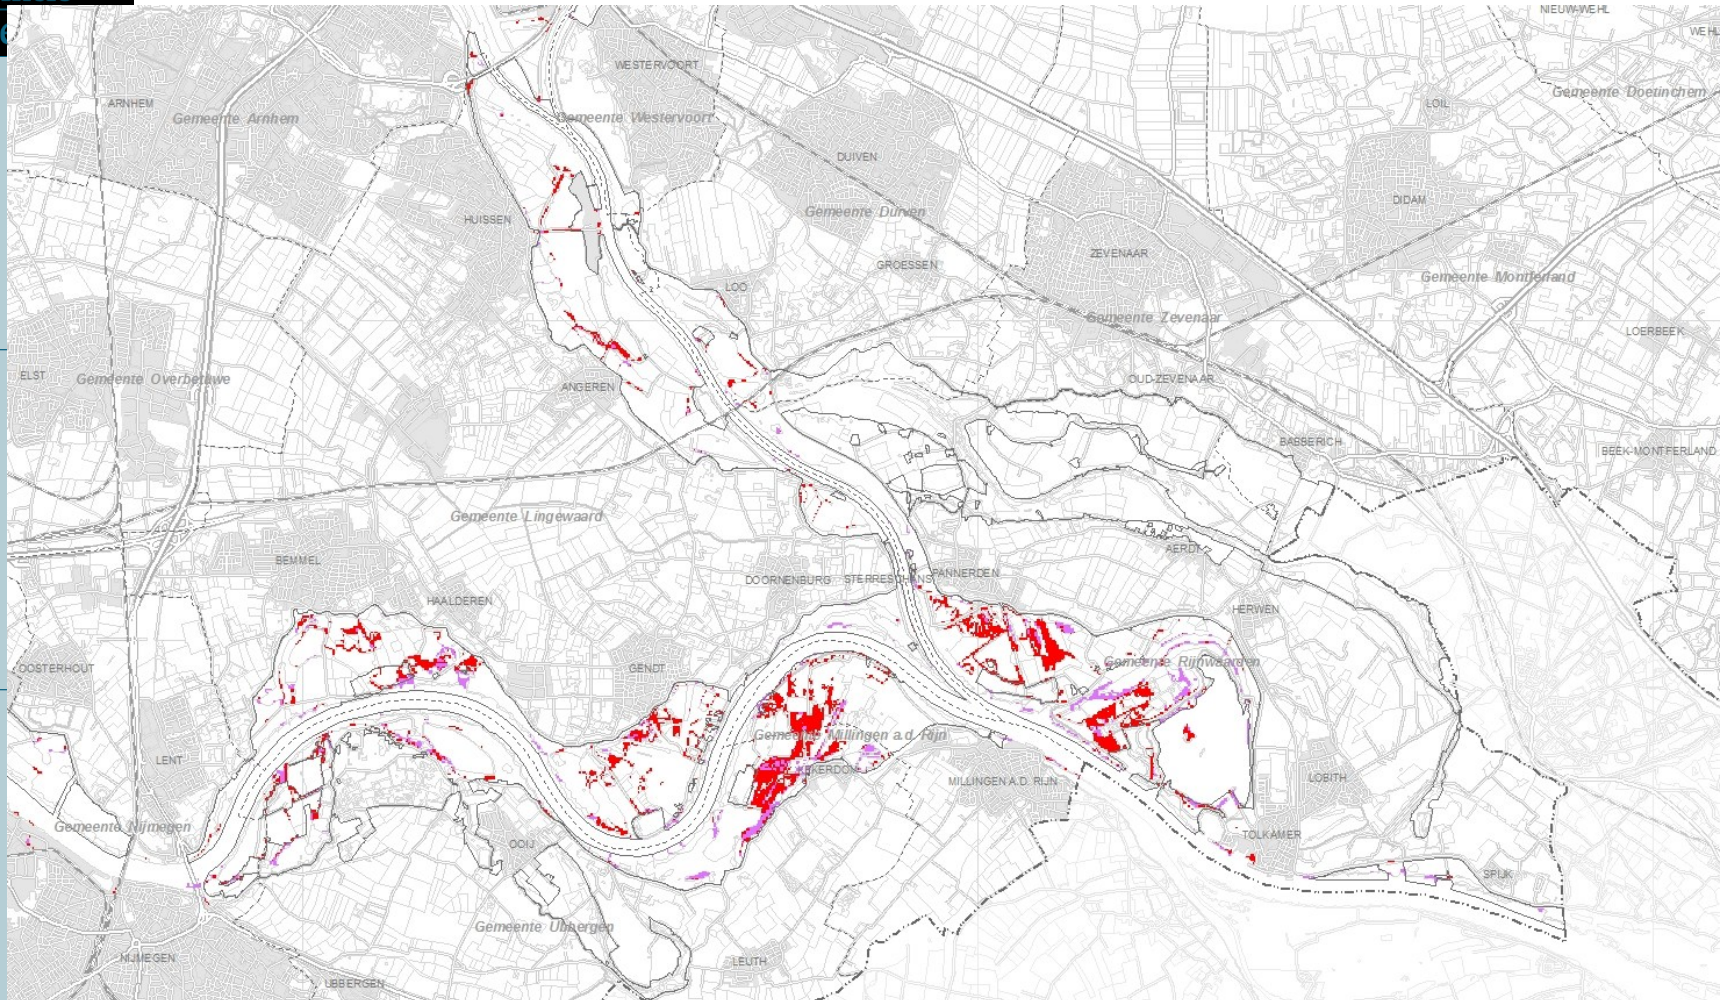 NIEUW-WEHL
WEHL
WESTERVOORT
ARNHEM
Gemeente Arnhem
Gemeente Westervoort
LOIL
Gemeente Doetinchem
DUIVEN
HUISSEN
Gemeente Duiven
DIDAM
GROESSEN
ZEVENAAR
LOO
Gemeente Montferland
Gemeente Zevenaar
LOERBEEK
ELST
Gemeente Overbetuwe
ANGEREN
OUD-ZEVENAAR
BABBERICH
BEEK-MONTFERLAND
Gemeente Lingewaard
BEMMEL
AERDT
DOORNENBURG
STERRESCHANS
PANNERDEN
HAALDEREN
HERWEN
OOSTERHOUT
GENDT
Gemeente Rijnwaarden
Gemeente Millingen a.d. Rijn
LENT
KEKERDOM
MILLINGEN A.D. RIJN
LOBITH
Gemeente Nijmegen
OOIJ
TOLKAMER
SPIJK
Gemeente Ubbergen
NIJMEGEN
LEUTH
UBBERGEN